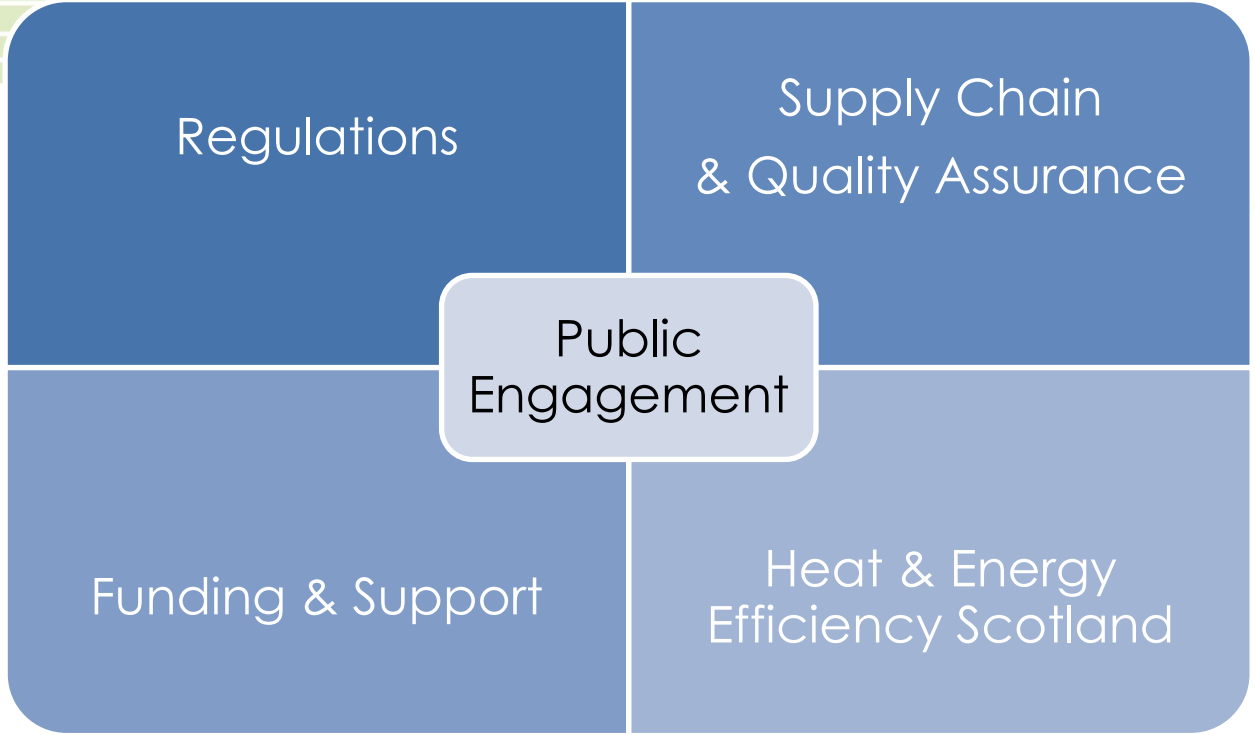 Regulations
Supply Chain
& Quality Assurance
Public
Engagement
Funding & Support
Heat & Energy
Efficiency Scotland